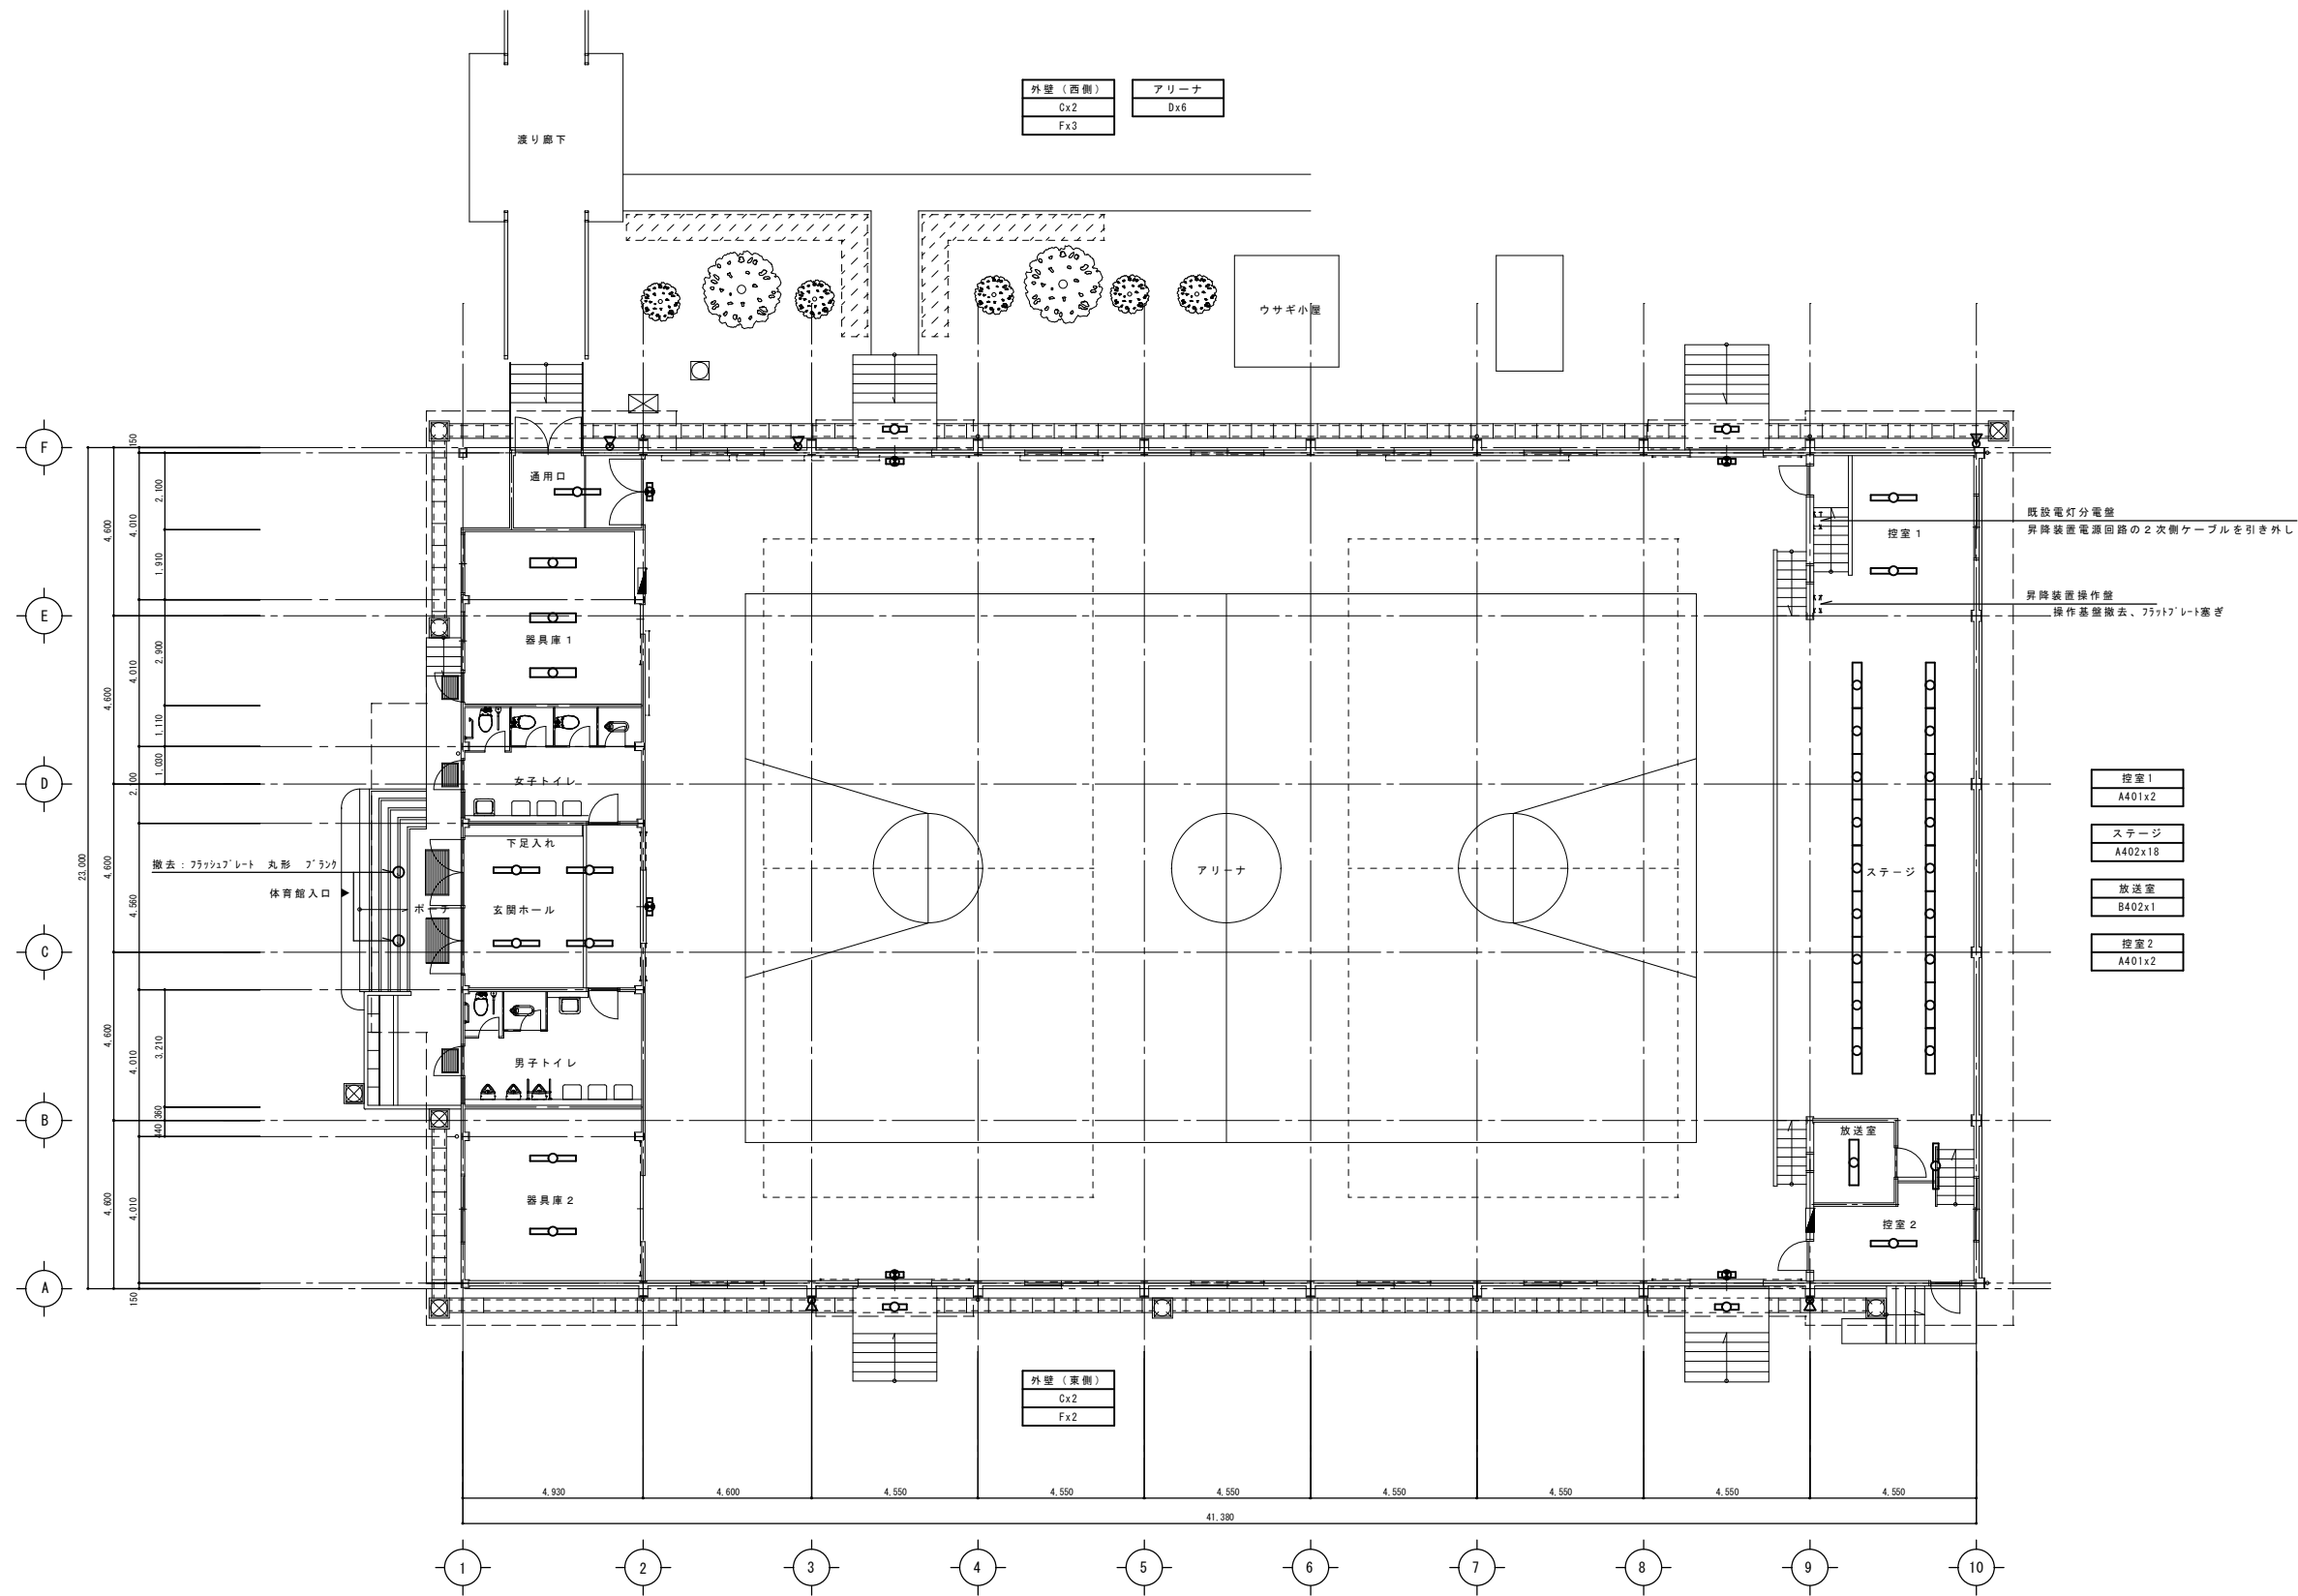 外壁（西側）
Cx2
Fx3
アリーナ
Dx6
渡り廊下
ウサギ小屋
F
E
D
C
B
A
150
2,100
4,010
4,600
1,910
2,900
4,010
4,600
1,110
1,030
2,100
23,000
4,600
4,560
4,600
3,210
4,010
360
440
4,600
4,010
150
通用口
控室１
既設電灯分電盤
昇降装置電源回路の２次側ケーブルを引き外し
昇降装置操作盤
操作基盤撤去、ﾌﾗｯﾄﾌﾟﾚｰﾄ塞ぎ
器具庫１
女子トイレ
下足入れ
撤去：ﾌﾗｯｼｭﾌﾟﾚｰﾄ　丸形　ﾌﾞﾗﾝｸ
体育館入口
ポーチ
玄関ホール
アリーナ
ステージ
控室１
A401x2
ステージ
A402x18
放送室
B402x1
控室２
A401x2
男子トイレ
放送室
器具庫２
控室２
外壁（東側）
Cx2
Fx2
4,930
4,600
4,550
4,550
4,550
4,550
4,550
4,550
4,550
41,380
1
2
3
4
5
6
7
8
9
10